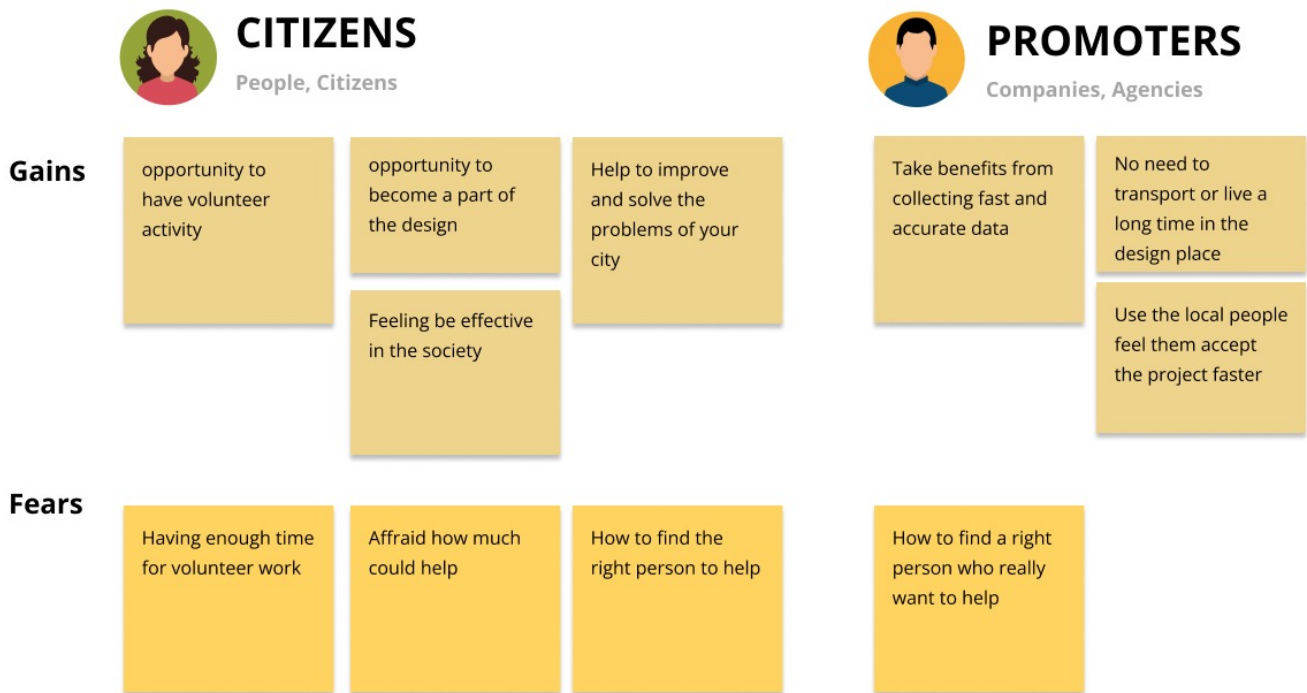 CITIZENS
People, Citizens
PROMOTERS
Companies, Agencies
Gains
opportunity to
have volunteer
activity
opportunity to
become a part of
the design
Help to improve
and solve the
problems of your
city
Feeling be effective
in the society
Take benefits from
collecting fast and
accurate data
No need to
transport or live a
long time in the
design place
Use the local people
feel them accept
the project faster
Fears
Having enough time
for volunteer work
Affraid how much
could help
How to find the
right person to help
How to find a right
person who really
want to help